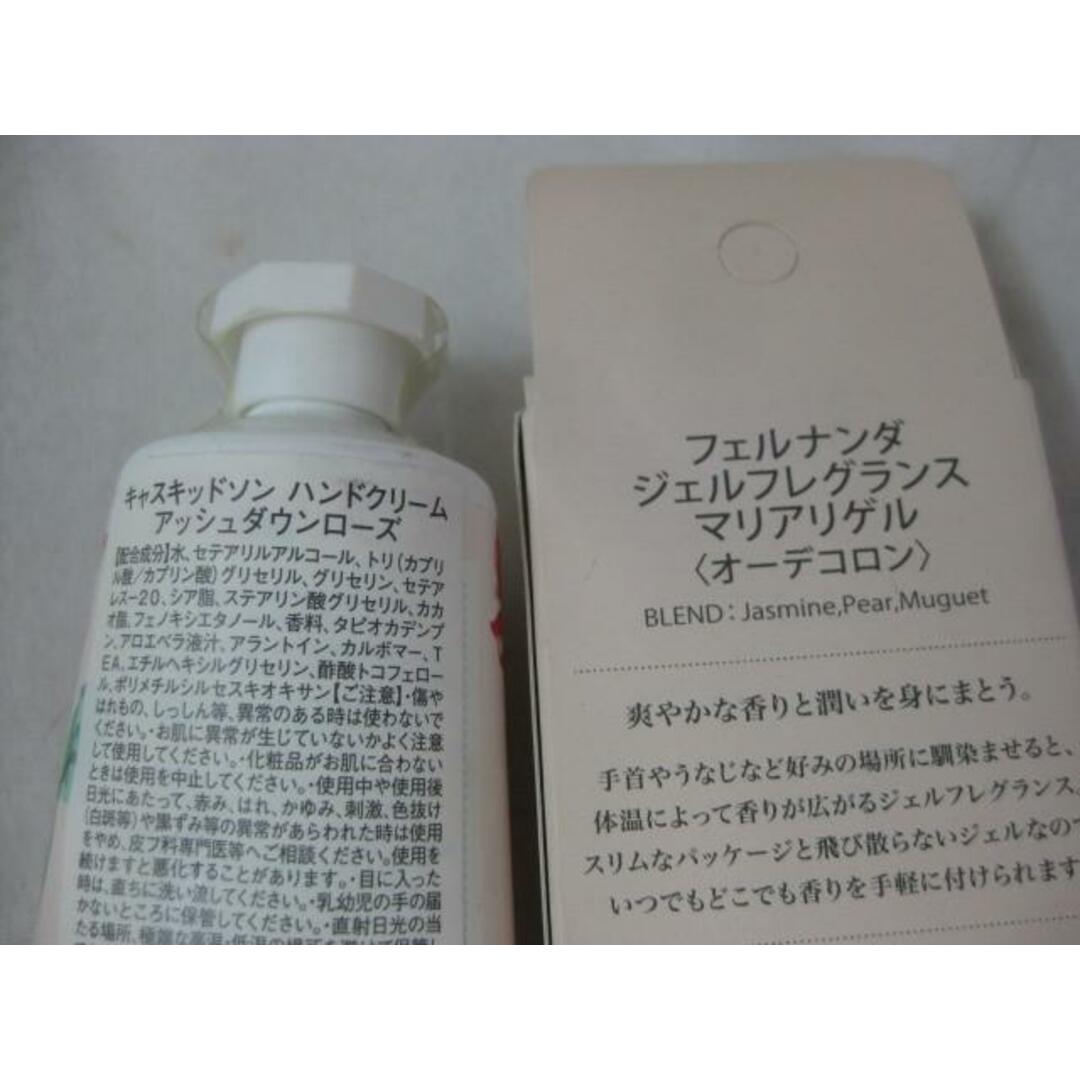 キャスキッドソン ハンドクリーム
アッシュダウンローズ
【配合成分】水、セテアリルアルコール、トリ(カプリ
ル酸/カプリン酸)グリセリル、グリセリン、セテア
レス-20、シア脂、ステアリン酸グリセリル、カカ
オ脂、フェノキシエタノール、香料、タピオカデンプ
ン、アロエベラ液汁、アラントイン、カルボマー、T
EA、エチルヘキシルグリセリン、酢酸トコフェロー
ル、ポリメチルシルセスキオキサン【ご注意】・傷や
はれもの、しっしん等、異常のある時は使わないで
ください。・お肌に異常が生じていないかよく注意
して使用してください。・化粧品がお肌に合わない
ときは使用を中止してください。・使用中や使用後
日光にあたって、赤み、はれ、かゆみ、刺激、色抜け
(白斑等)や黒ずみ等の異常があらわれた時は使用
をやめ、皮フ科専門医等へご相談ください。使用を
続けますと悪化することがあります。・目に入った
時は、直ちに洗い流してください。・乳幼児の手の届
かないところに保管してください。・直射日光の当
たる場所、極端な高温・低温の場所を避けて保管し
フェルナンダ
ジェルフレグランス
マリアリゲル
〈オーデコロン〉
BLEND：Jasmine,Pear,Muguet
爽やかな香りと潤いを身にまとう。
手首やうなじなど好みの場所に馴染ませると、
体温によって香りが広がるジェルフレグランス。
スリムなパッケージと飛び散らないジェルなので
いつでもどこでも香りを手軽に付けられます